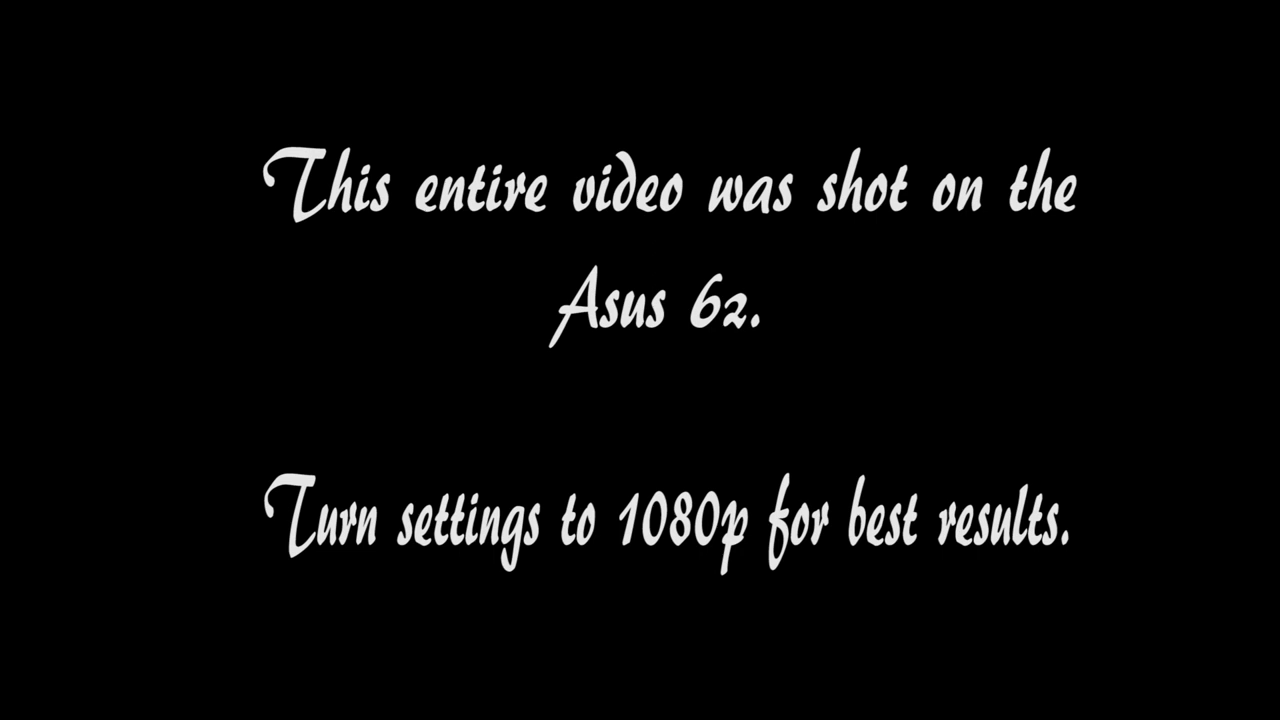 This entire video was shot on the
Asus 6z.
Turn settings to 1080p for best results.